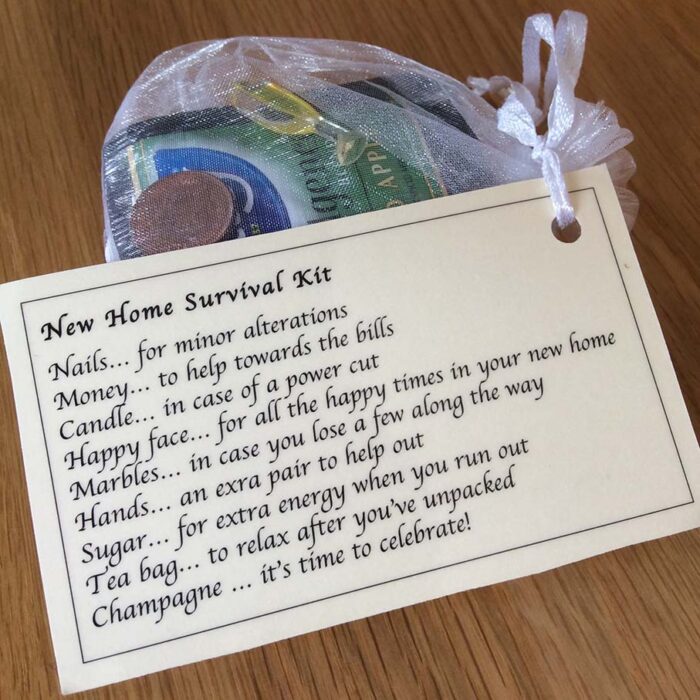 APPL
New Home Survival Kit
Nails... for minor alterations
Money... to help towards the bills
Candle... in case of a power cut
Happy face... for all the happy times in your new home
Marbles... in case you lose a few along the way
Hands... an exra pair to help out
Sugar... for extra energy when you run out
Tea bag... to relax after you've unpacked
Champagne ... it's time to celebrate!